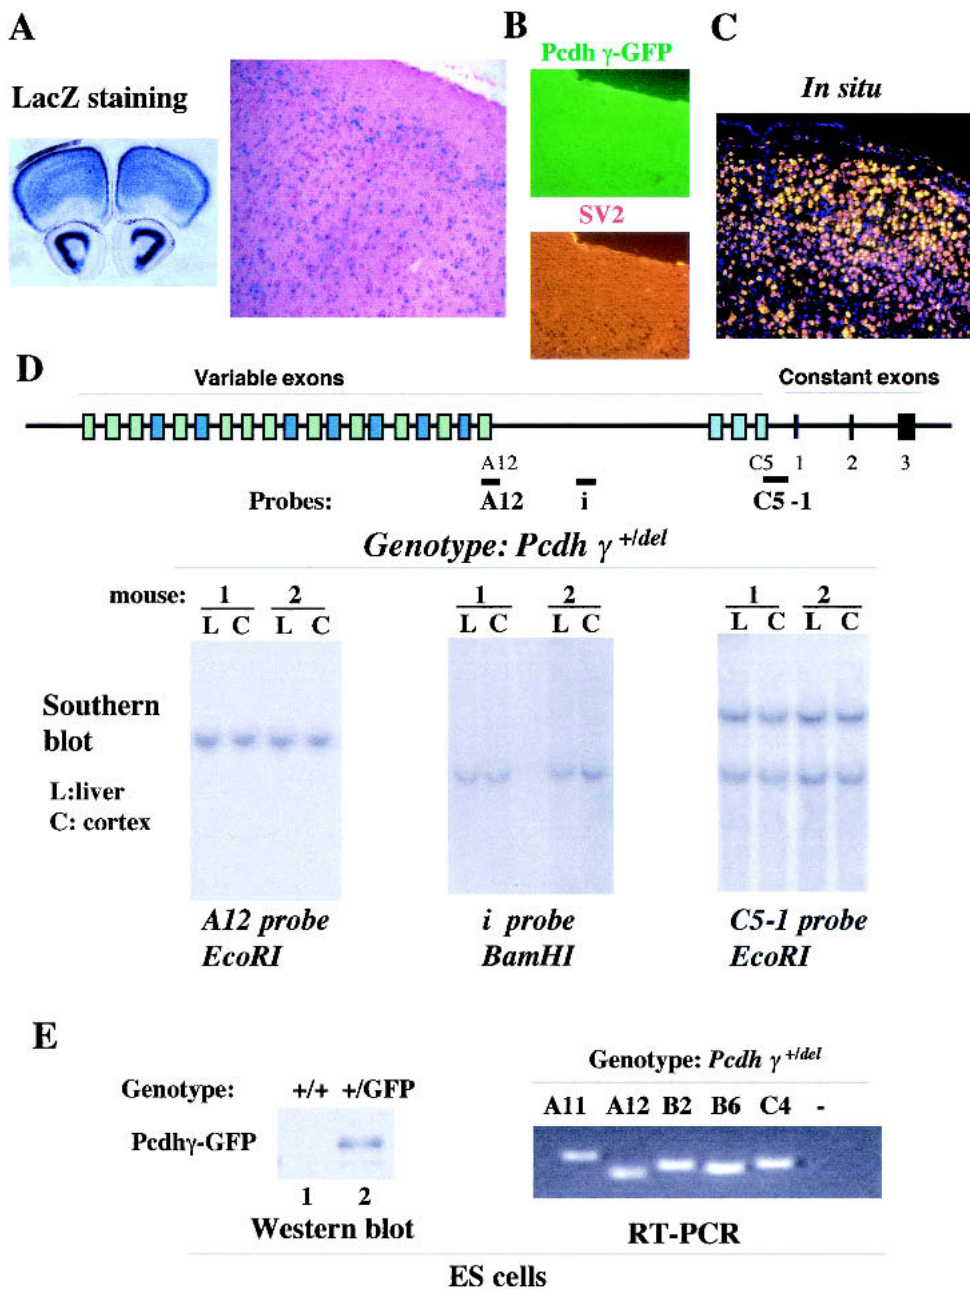 A
B
C
LacZ staining
Pcdh γ-GFP
SV2
In situ
D
Variable exons
Constant exons
A12
C5 1 2 3
Probes: A12 i C5 -1
Genotype: Pcdh γ +/del
mouse: 1 2
L C L C
1 2
L C L C
1 2
L C L C
Southern
blot
L:liver
C: cortex
A12 probe
EcoRI
i probe
BamHI
C5-1 probe
EcoRI
E
Genotype: +/+ +/GFP
Pcdhγ-GFP
1 2
Western blot
Genotype: Pcdh γ +/del
A11 A12 B2 B6 C4 -
RT-PCR
ES cells